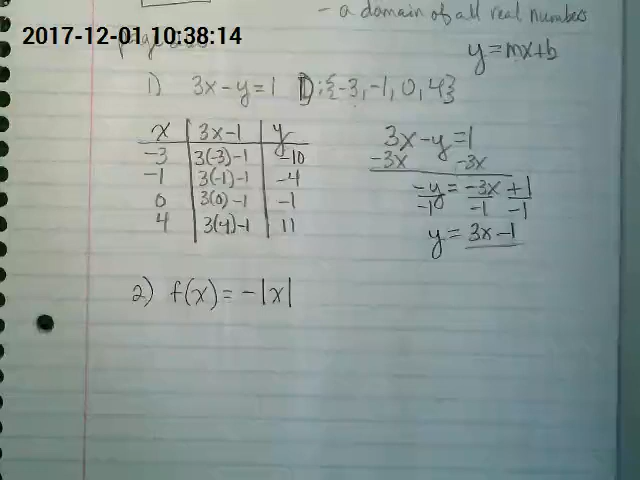 - a domain of all real numbers
2017-12-01 10:38:14
y=mx+b
1) 3x-y=1 D:{-3,-1,0,4}
x | 3x-1 | y
-3 | 3(-3)-1 | -10
-1 | 3(-1)-1 | -4
0 | 3(0)-1 | -1
4 | 3(4)-1 | 11
3x-y=1
-3x -3x
-y = -3x +1
-1 -1 -1
y = 3x-1
2) f(x) = -|x|